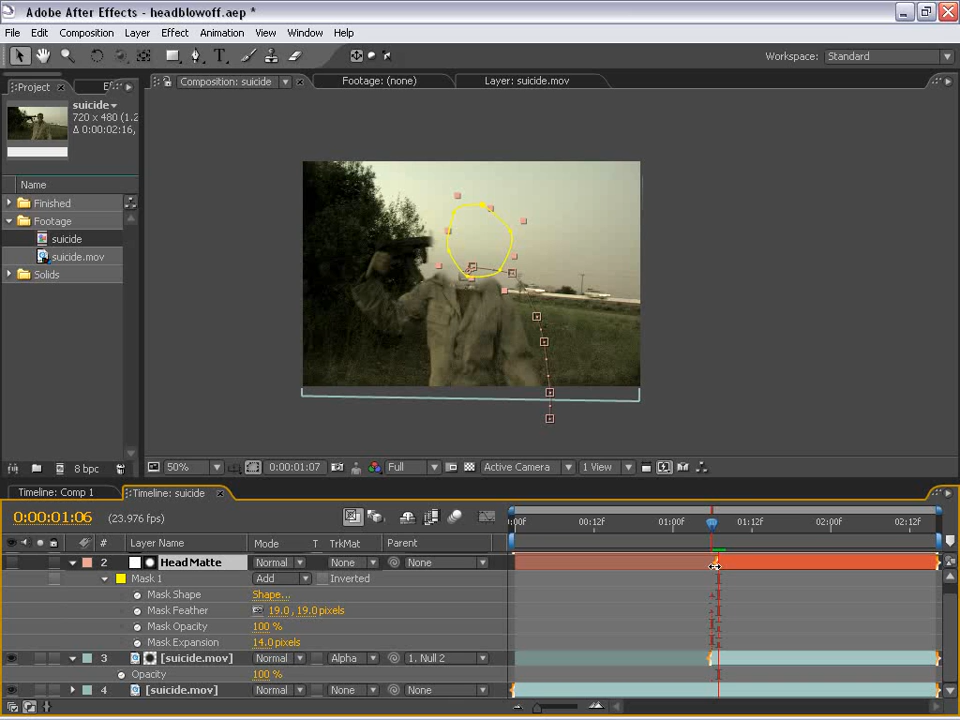 Adobe After Effects - headblowoff.aep *
File Edit Composition Layer Effect Animation View Window Help
Workspace: Standard
Project
Composition: suicide
Footage: (none)
Layer: suicide.mov
suicide
720 x 480 (1.2
Δ 0:00:02:16,
Name
Finished
Footage
suicide
suicide.mov
Solids
8 bpc
50% 0:00:01:07 Full Active Camera 1 View
Timeline: Comp 1 Timeline: suicide
0:00:01:06 (23.976 fps)
:00f 00:12f 01:00f 01:12f 02:00f 02:12f
# Layer Name Mode T TrkMat Parent
2 Head Matte Normal None None
Mask 1 Add Inverted
Mask Shape Shape...
Mask Feather 19.0, 19.0 pixels
Mask Opacity 100 %
Mask Expansion 14.0 pixels
3 [suicide.mov] Normal Alpha 1. Null 2
Opacity 100 %
4 [suicide.mov] Normal None None